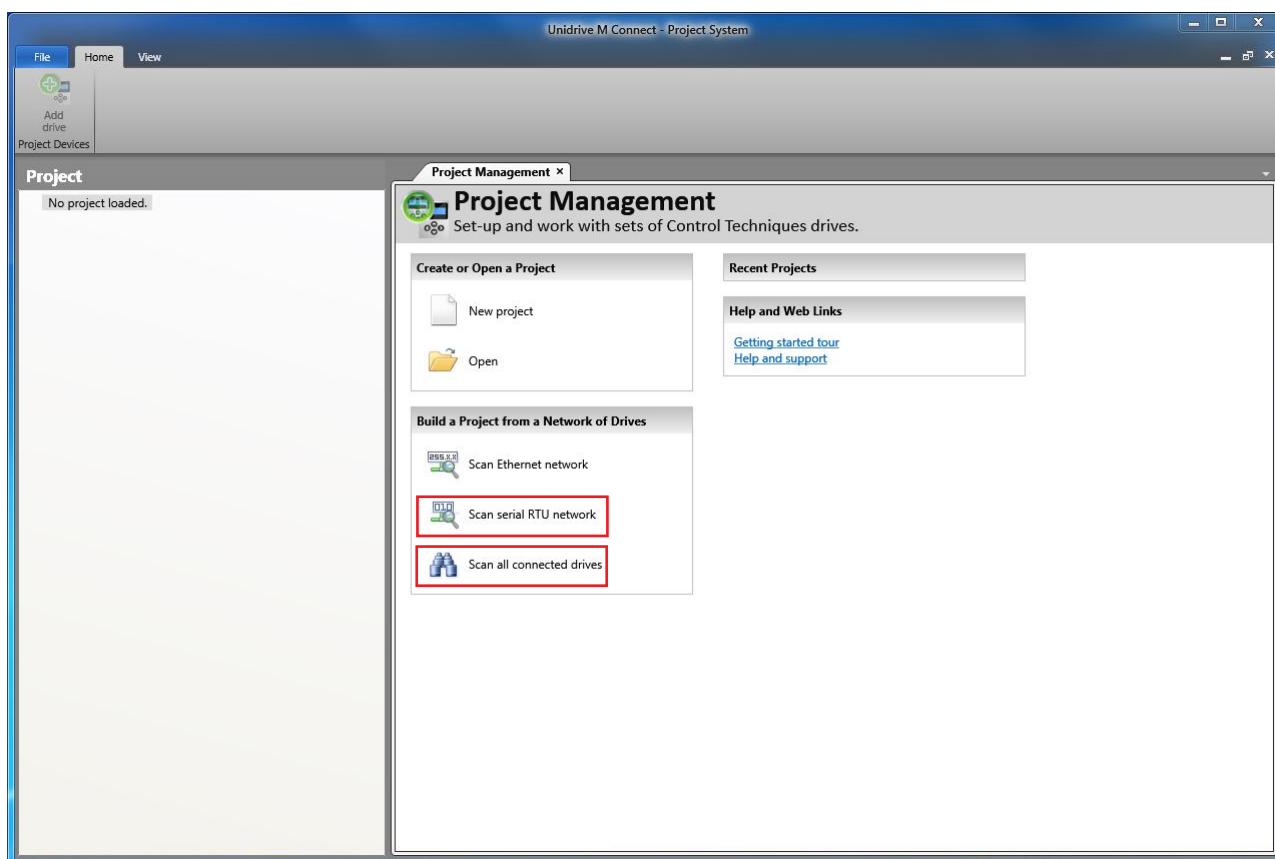 Unidrive M Connect - Project System
File Home View
Add
drive
Project Devices
Project
No project loaded.
Project Management ×
Project Management
Set-up and work with sets of Control Techniques drives.
Create or Open a Project
New project
Open
Recent Projects
Help and Web Links
Getting started tour
Help and support
Build a Project from a Network of Drives
255.X.X
Scan Ethernet network
010
Scan serial RTU network
Scan all connected drives